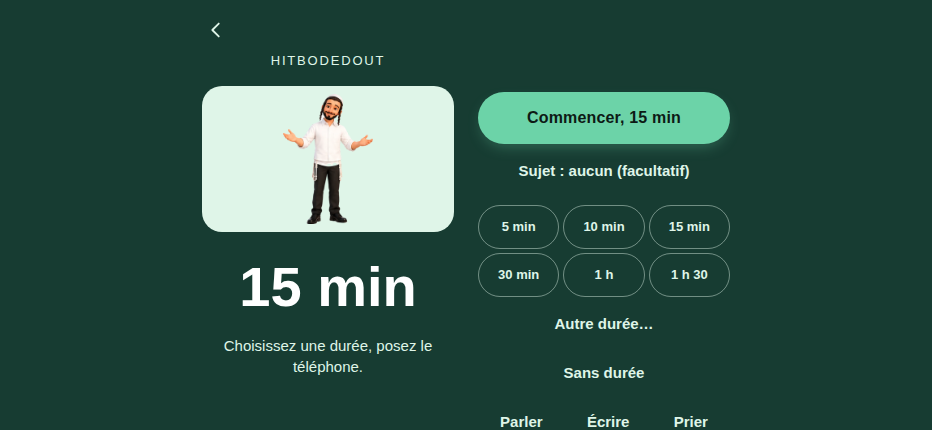 HITBODEDOUT
15 min
Choisissez une durée, posez le
téléphone.
Commencer, 15 min
Sujet : aucun (facultatif)
5 min 10 min 15 min
30 min 1 h 1 h 30
Autre durée…
Sans durée
Parler Écrire Prier